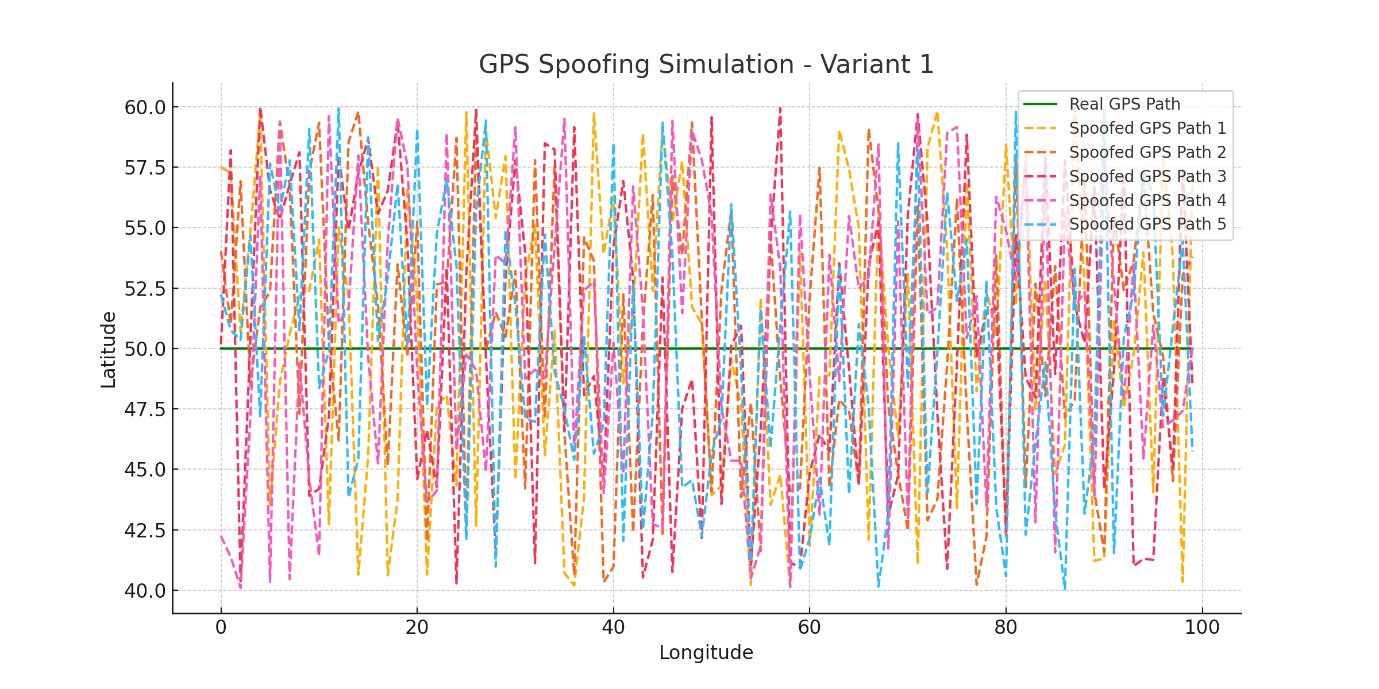 GPS Spoofing Simulation - Variant 1
60.0
57.5
55.0
52.5
50.0
47.5
45.0
42.5
40.0
Latitude
Real GPS Path
Spoofed GPS Path 1
Spoofed GPS Path 2
Spoofed GPS Path 3
Spoofed GPS Path 4
Spoofed GPS Path 5
0
20
40
60
80
100
Longitude